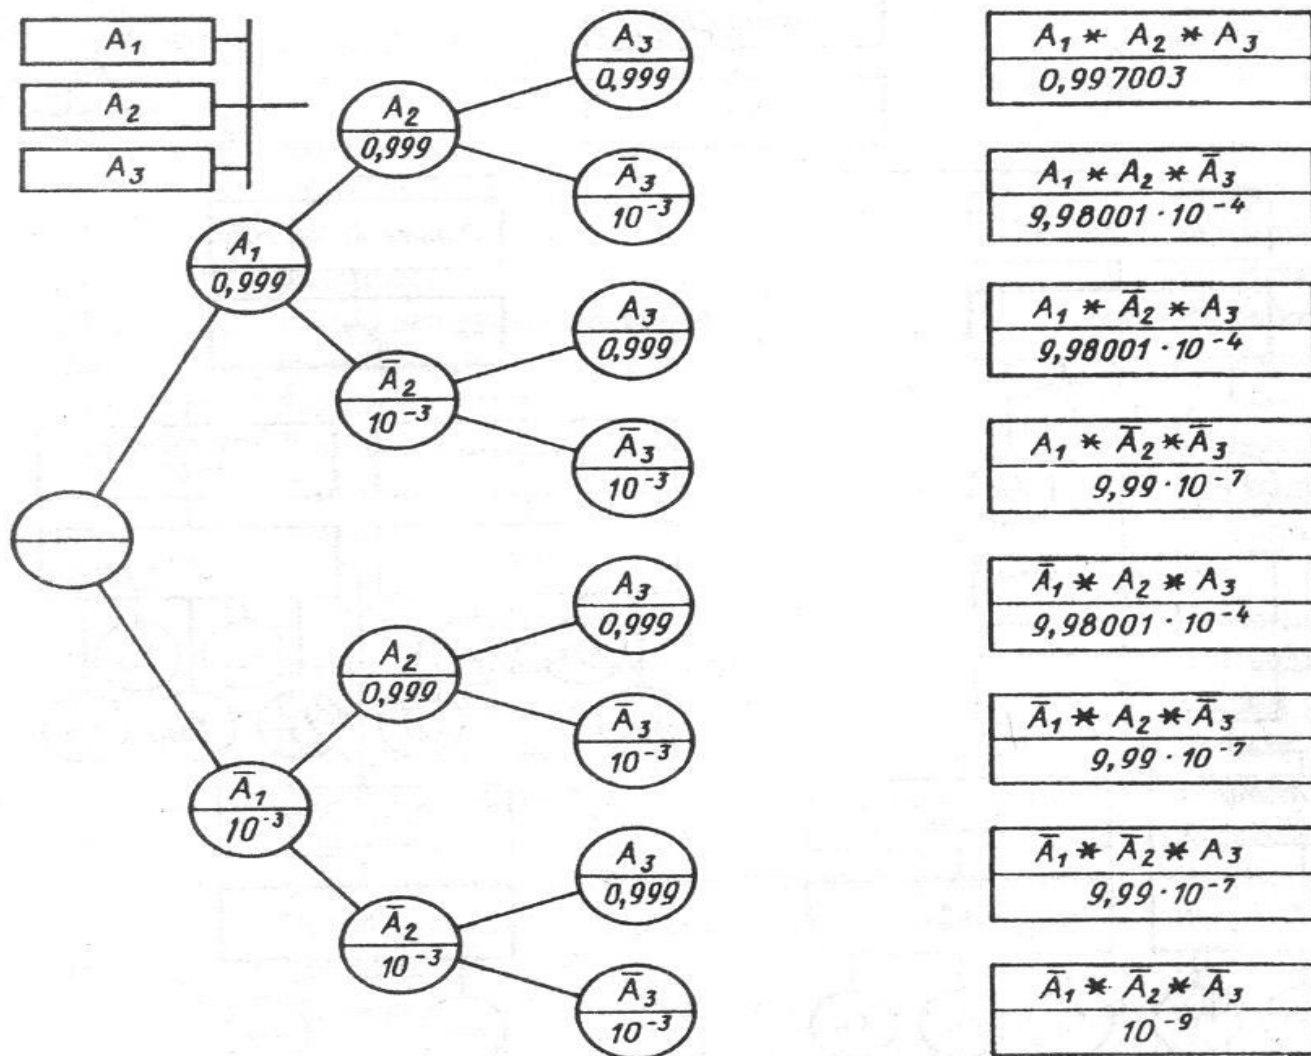 A₁
A₂
A₃
A₃
0,999
A₂
0,999
Ā₃
10⁻³
A₁
0,999
A₃
0,999
Ā₂
10⁻³
Ā₃
10⁻³
A₃
0,999
A₂
0,999
Ā₃
10⁻³
Ā₁
10⁻³
A₃
0,999
Ā₂
10⁻³
Ā₃
10⁻³
A₁ * A₂ * A₃
0,997003
A₁ * A₂ * Ā₃
9,98001 · 10⁻⁴
A₁ * Ā₂ * A₃
9,98001 · 10⁻⁴
A₁ * Ā₂ * Ā₃
9,99 · 10⁻⁷
Ā₁ * A₂ * A₃
9,98001 · 10⁻⁴
Ā₁ * A₂ * Ā₃
9,99 · 10⁻⁷
Ā₁ * Ā₂ * A₃
9,99 · 10⁻⁷
Ā₁ * Ā₂ * Ā₃
10⁻⁹